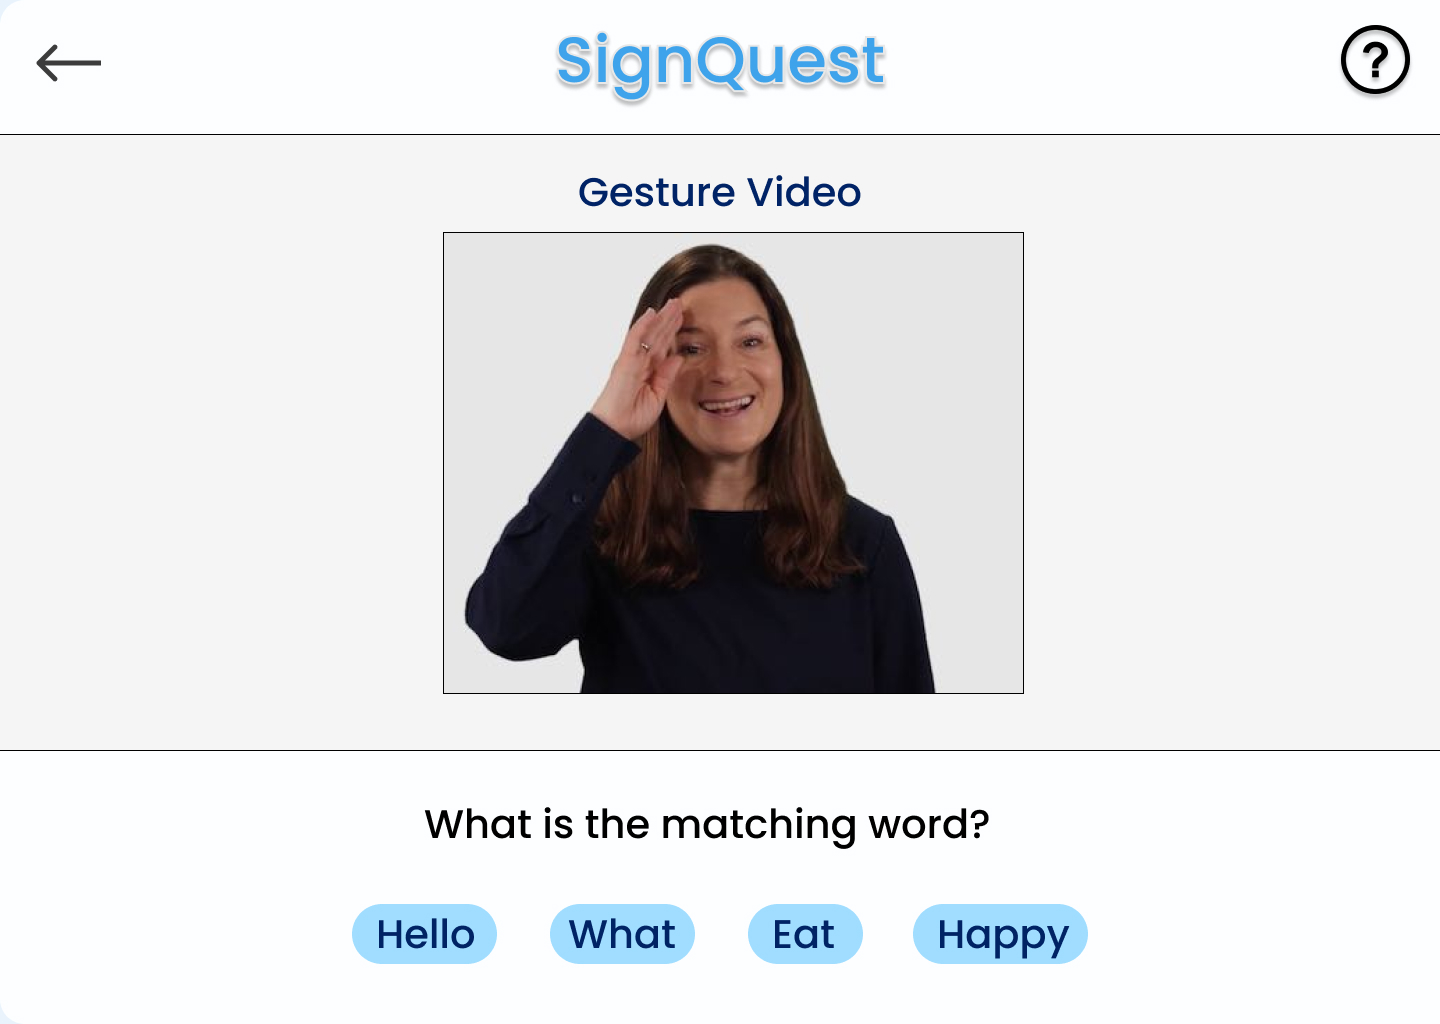 SignQuest
?
Gesture Video
What is the matching word?
Hello What Eat Happy